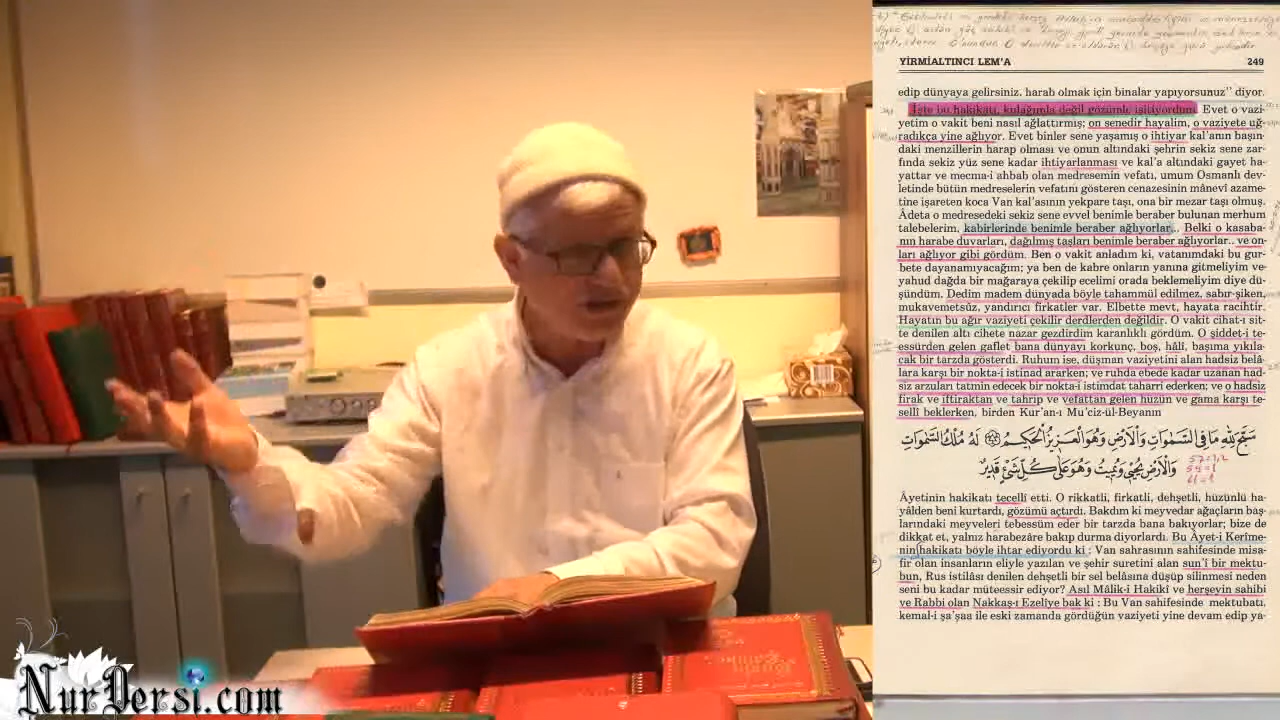 YİRMİALTINCI LEM'A 249
edip dünyaya gelirsiniz. harab olmak için binalar yapıyorsunuz'' diyor.
İşte bu hakikatı, kulağımla değil gözümle işitiyordum. Evet o vazi-
yetim o vakit beni nasıl ağlattırmış; on senedir hayalim, o vaziyete uğ-
radıkça yine ağlıyor. Evet binler sene yaşamış o ihtiyar kal'anın başın-
daki menzillerin harap olması ve onun altındaki şehrin sekiz sene zar-
fında sekiz yüz sene kadar ihtiyarlanması ve kal'a altındaki gayet ha-
yattar ve mecma-i ahbab olan medresemin vefatı, umum Osmanlı dev-
letinde bütün medreselerin vefatını gösteren cenazesinin mânevî azame-
tine işareten koca Van kal'asının yekpare taşı, ona bir mezar taşı olmuş.
Âdeta o medresedeki sekiz sene evvel benimle beraber bulunan merhum
talebelerim, kabirlerinde benimle beraber ağlıyorlar.. Belki o kasaba-
nın harabe duvarları, dağılmış taşları benimle beraber ağlıyorlar.. ve on-
ları ağlıyor gibi gördüm. Ben o vakit anladım ki, vatanımdaki bu gur-
bete dayanamıyacağım; ya ben de kabre onların yanına gitmeliyim ve-
yahud dağda bir mağaraya çekilip ecelimi orada beklemeliyim diye dü-
şündüm. Dedim madem dünyada böyle tahammül edilmez, sabır-şiken,
mukavemetsûz, yandırıcı firkatler var. Elbette mevt, hayata racihtir.
Hayatın bu ağır vaziyeti çekilir derdlerden değildir. O vakit cihat-ı sit-
te denilen altı cihete nazar gezdirdim karanlıklı gördüm. O şiddet-i te-
essürden gelen gaflet bana dünyayı korkunç, boş, hâlî, başıma yıkıla-
cak bir tarzda gösterdi. Ruhum ise, düşman vaziyetini alan hadsiz belâ-
lara karşı bir nokta-i istinad ararken; ve ruhda ebede kadar uzanan had-
siz arzuları tatmin edecek bir nokta-i istimdat taharri ederken; ve o hadsiz
firak ve iftiraktan ve tahrip ve vefattan gelen hüzün ve gama karşı te-
selli beklerken, birden Kur'an-ı Mu'ciz-ül-Beyanın
سَبَّحَ لِلّٰهِ مَا فِى السَّمٰوَاتِ وَالْاَرْضِ وَهُوَ الْعَزِيزُ الْحَكِيمُ لَهُ مُلْكُ السَّمٰوَاتِ
وَالْاَرْضِ يُحْيِى وَيُمِيتُ وَهُوَ عَلٰى كُلِّ شَىْءٍ قَدِيرٌ
Âyetinin hakikatı tecelli etti. O rikkatli, firkatli, dehşetli, hüzünlü ha-
yâlden beni kurtardı, gözümü açtırdı. Bakdım ki meyvedar ağaçların baş-
larındaki meyveleri tebessüm eder bir tarzda bana bakıyorlar; bize de
dikkat et, yalnız harabezâre bakıp durma diyorlardı. Bu Âyet-i Kerîme-
nin hakikatı böyle ihtar ediyordu ki : Van sahrasının sahifesinde misa-
fir olan insanların eliyle yazılan ve şehir suretini alan sun'î bir mektu-
bun, Rus istilâsı denilen dehşetli bir sel belâsına düşüp silinmesi neden
seni bu kadar müteessir ediyor? Asıl Mâlik-i Hakikî ve herşeyin sahibi
ve Rabbi olan Nakkaş-ı Ezelîye bak ki : Bu Van sahifesinde mektubatı,
kemal-i şa'şaa ile eski zamanda gördüğün vaziyeti yine devam edip ya-
NurDersi.com